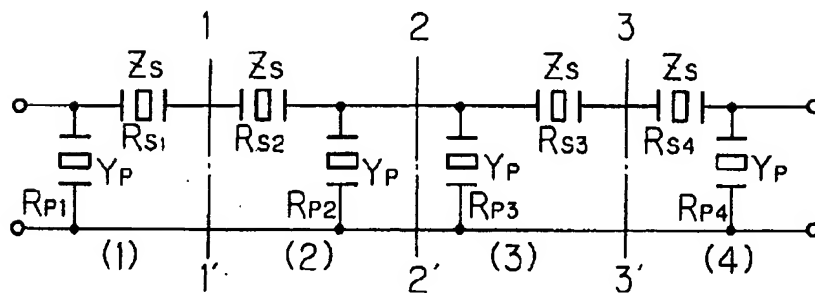 1 2 3
Zs Zs Zs Zs
Rs1 Rs2 Rs3 Rs4
YP YP YP YP
RP1 RP2 RP3 RP4
(1) (2) (3) (4)
1' 2' 3'